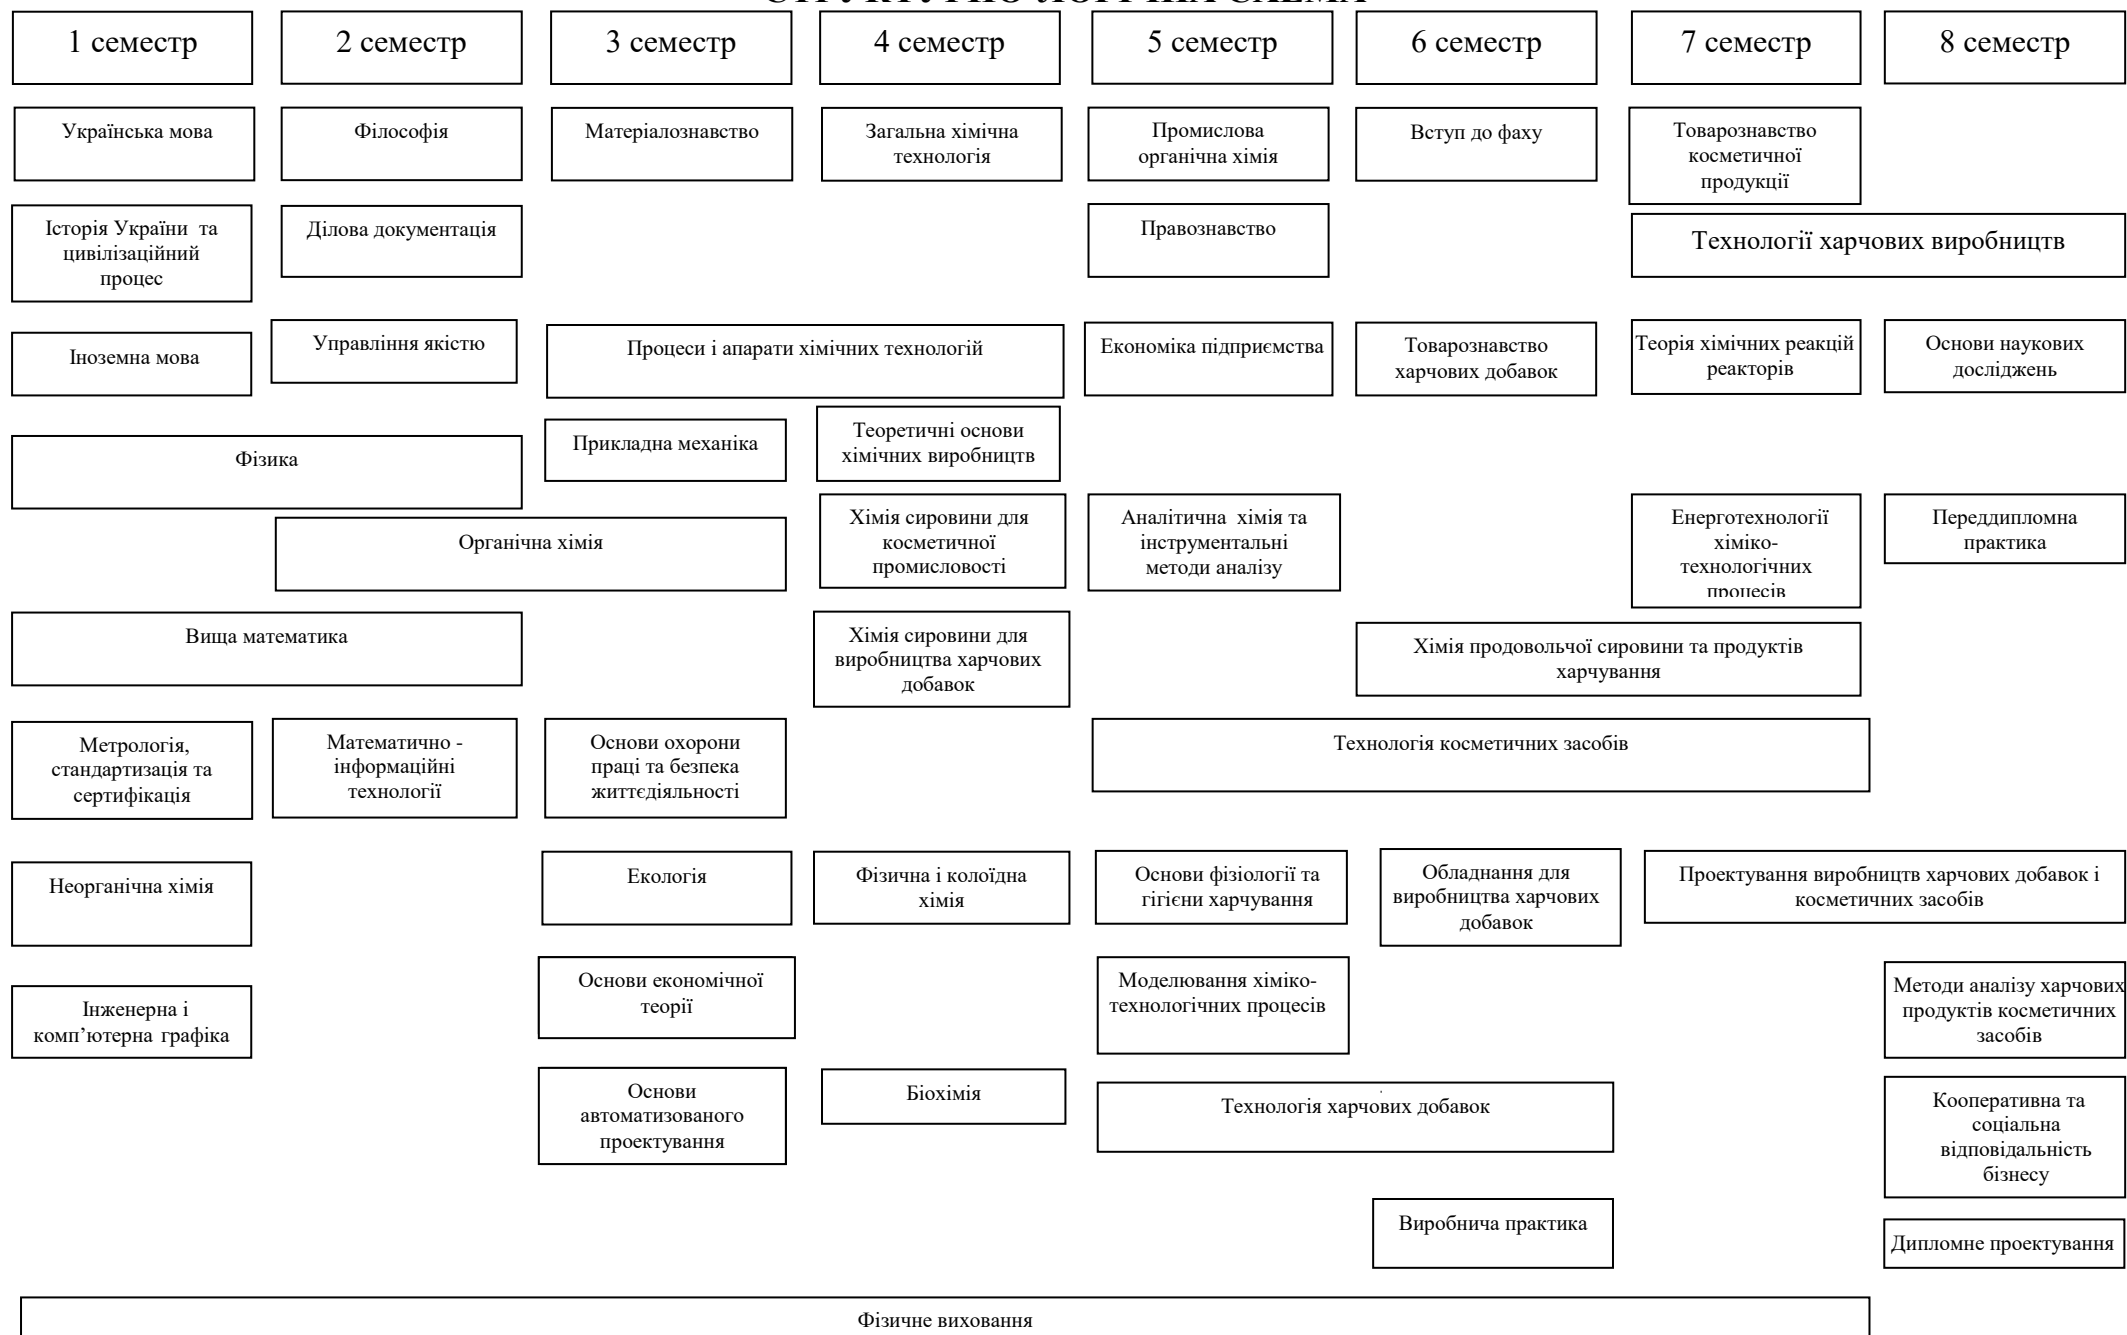 СТРУКТУРНО-ЛОГІЧНА СХЕМА
1 семестр
2 семестр
3 семестр
4 семестр
5 семестр
6 семестр
7 семестр
8 семестр
Українська мова
Філософія
Матеріалознавство
Загальна хімічна
технологія
Промислова
органічна хімія
Вступ до фаху
Товарознавство
косметичної
продукції
Історія України та
цивілізаційний
процес
Ділова документація
Правознавство
Технології харчових виробництв
Іноземна мова
Управління якістю
Процеси і апарати хімічних технологій
Економіка підприємства
Товарознавство
харчових добавок
Теорія хімічних реакцій
реакторів
Основи наукових
досліджень
Фізика
Прикладна механіка
Теоретичні основи
хімічних виробництв
Органічна хімія
Хімія сировини для
косметичної
промисловості
Аналітична хімія та
інструментальні
методи аналізу
Енерготехнології
хіміко-
технологічних
процесів
Переддипломна
практика
Вища математика
Хімія сировини для
виробництва харчових
добавок
Хімія продовольчої сировини та продуктів
харчування
Метрологія,
стандартизація та
сертифікація
Математично -
інформаційні
технології
Основи охорони
праці та безпека
життєдіяльності
Технологія косметичних засобів
Неорганічна хімія
Екологія
Фізична і колоїдна
хімія
Основи фізіології та
гігієни харчування
Обладнання для
виробництва харчових
добавок
Проектування виробництв харчових добавок і
косметичних засобів
Інженерна і
комп’ютерна графіка
Основи економічної
теорії
Моделювання хіміко-
технологічних процесів
Методи аналізу харчових
продуктів косметичних
засобів
Основи
автоматизованого
проектування
Біохімія
Технологія харчових добавок
Кооперативна та
соціальна
відповідальність
бізнесу
Виробнича практика
Дипломне проектування
Фізичне виховання